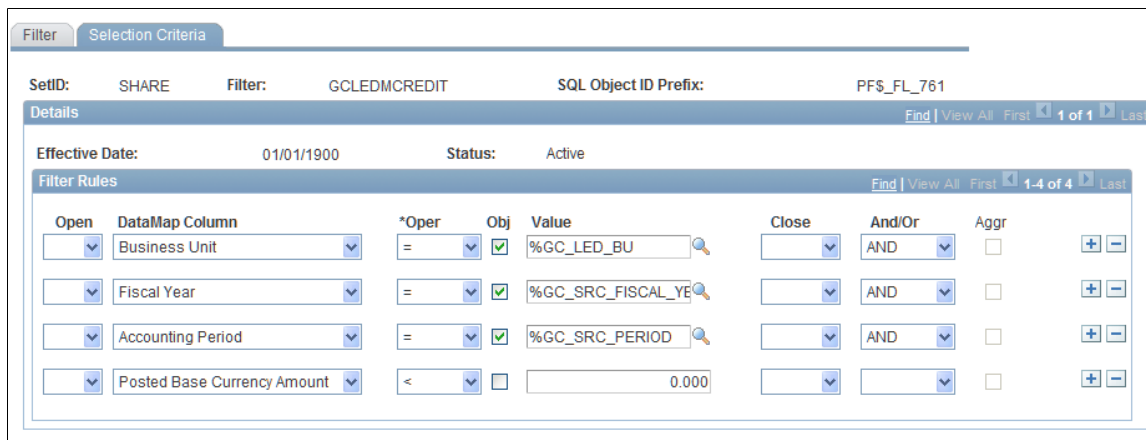 Filter Selection Criteria
SetID: SHARE Filter: GCLEDMCREDIT SQL Object ID Prefix: PF$_FL_761
Details Find | View All First 1 of 1 Last
Effective Date: 01/01/1900 Status: Active
Filter Rules Find | View All First 1-4 of 4 Last
Open DataMap Column *Oper Obj Value Close And/Or Aggr
Business Unit = %GC_LED_BU AND
Fiscal Year = %GC_SRC_FISCAL_YE AND
Accounting Period = %GC_SRC_PERIOD AND
Posted Base Currency Amount < 0.000